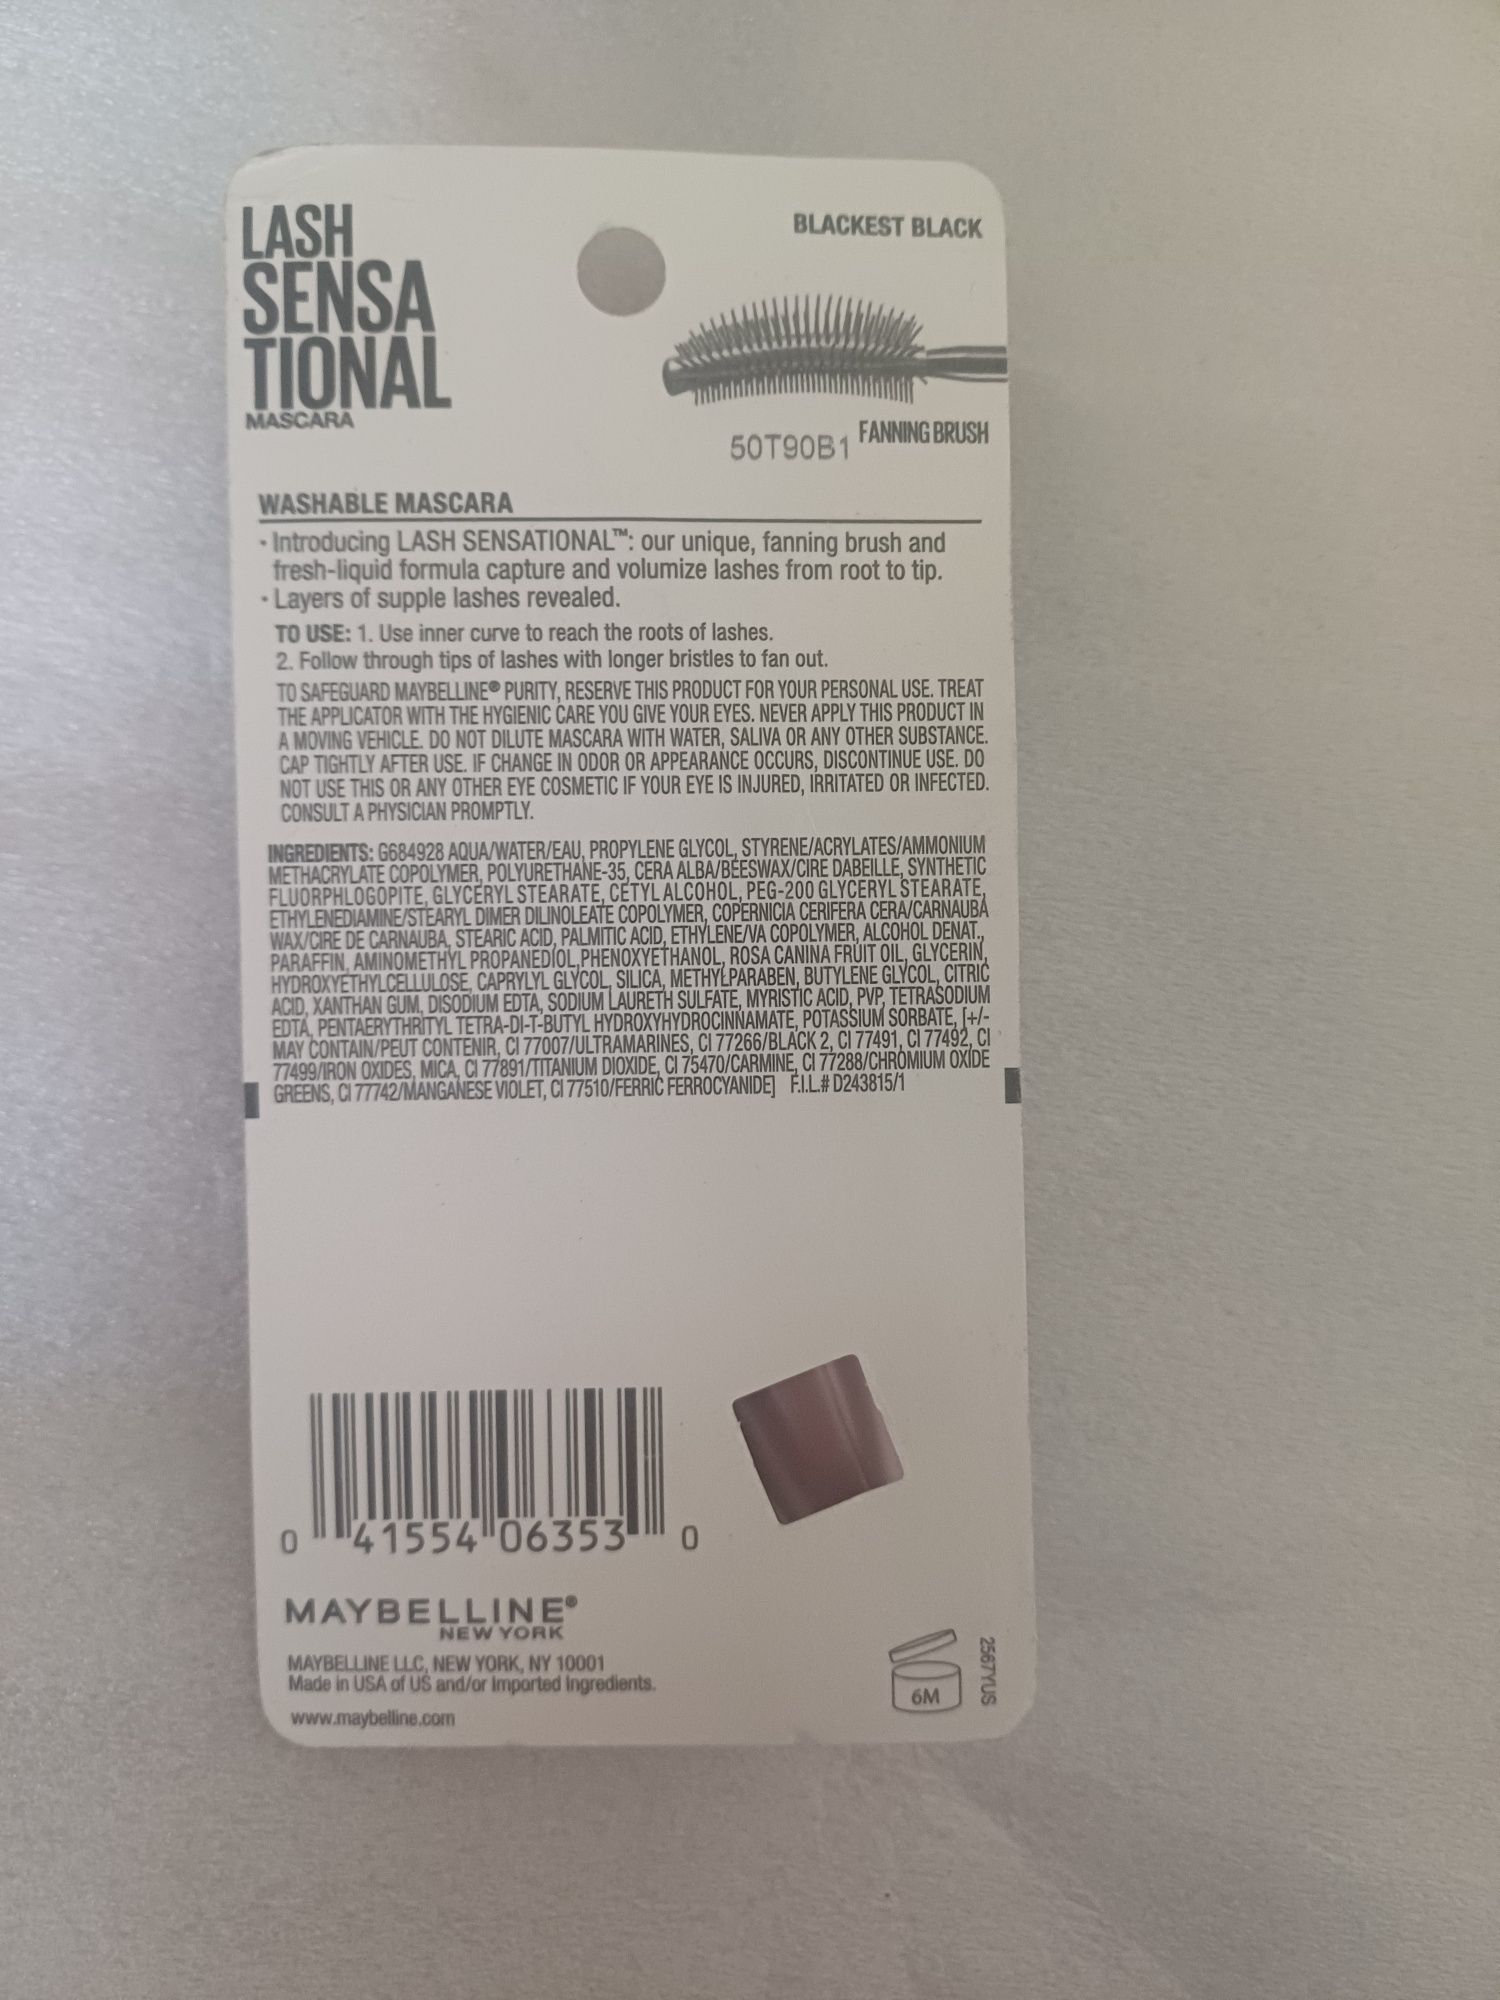 LASH
SENSA
TIONAL
MASCARA
BLACKEST BLACK
50T90B1
FANNING BRUSH
WASHABLE MASCARA
• Introducing LASH SENSATIONAL™: our unique, fanning brush and
fresh-liquid formula capture and volumize lashes from root to tip.
• Layers of supple lashes revealed.
TO USE: 1. Use inner curve to reach the roots of lashes.
2. Follow through tips of lashes with longer bristles to fan out.
TO SAFEGUARD MAYBELLINE® PURITY, RESERVE THIS PRODUCT FOR YOUR PERSONAL USE. TREAT
THE APPLICATOR WITH THE HYGIENIC CARE YOU GIVE YOUR EYES. NEVER APPLY THIS PRODUCT IN
A MOVING VEHICLE. DO NOT DILUTE MASCARA WITH WATER, SALIVA OR ANY OTHER SUBSTANCE.
CAP TIGHTLY AFTER USE. IF CHANGE IN ODOR OR APPEARANCE OCCURS, DISCONTINUE USE. DO
NOT USE THIS OR ANY OTHER EYE COSMETIC IF YOUR EYE IS INJURED, IRRITATED OR INFECTED.
CONSULT A PHYSICIAN PROMPTLY.
INGREDIENTS: G684928 AQUA/WATER/EAU, PROPYLENE GLYCOL, STYRENE/ACRYLATES/AMMONIUM
METHACRYLATE COPOLYMER, POLYURETHANE-35, CERA ALBA/BEESWAX/CIRE DABEILLE, SYNTHETIC
FLUORPHLOGOPITE, GLYCERYL STEARATE, CETYL ALCOHOL, PEG-200 GLYCERYL STEARATE,
ETHYLENEDIAMINE/STEARYL DIMER DILINOLEATE COPOLYMER, COPERNICIA CERIFERA CERA/CARNAUBA
WAX/CIRE DE CARNAUBA, STEARIC ACID, PALMITIC ACID, ETHYLENE/VA COPOLYMER, ALCOHOL DENAT.,
PARAFFIN, AMINOMETHYL PROPANEDIOL,PHENOXYETHANOL, ROSA CANINA FRUIT OIL, GLYCERIN,
HYDROXYETHYLCELLULOSE, CAPRYLYL GLYCOL, SILICA, METHYLPARABEN, BUTYLENE GLYCOL, CITRIC
ACID, XANTHAN GUM, DISODIUM EDTA, SODIUM LAURETH SULFATE, MYRISTIC ACID, PVP, TETRASODIUM
EDTA, PENTAERYTHRITYL TETRA-DI-T-BUTYL HYDROXYHYDROCINNAMATE, POTASSIUM SORBATE, [+/-
MAY CONTAIN/PEUT CONTENIR, CI 77007/ULTRAMARINES, CI 77266/BLACK 2, CI 77491, CI 77492, CI
77499/IRON OXIDES, MICA, CI 77891/TITANIUM DIOXIDE, CI 75470/CARMINE, CI 77288/CHROMIUM OXIDE
GREENS, CI 77742/MANGANESE VIOLET, CI 77510/FERRIC FERROCYANIDE] F.I.L.# D243815/1
0 41554 06353 0
MAYBELLINE®
NEW YORK
MAYBELLINE LLC, NEW YORK, NY 10001
Made in USA of US and/or Imported Ingredients.
www.maybelline.com
6M
2567YUS